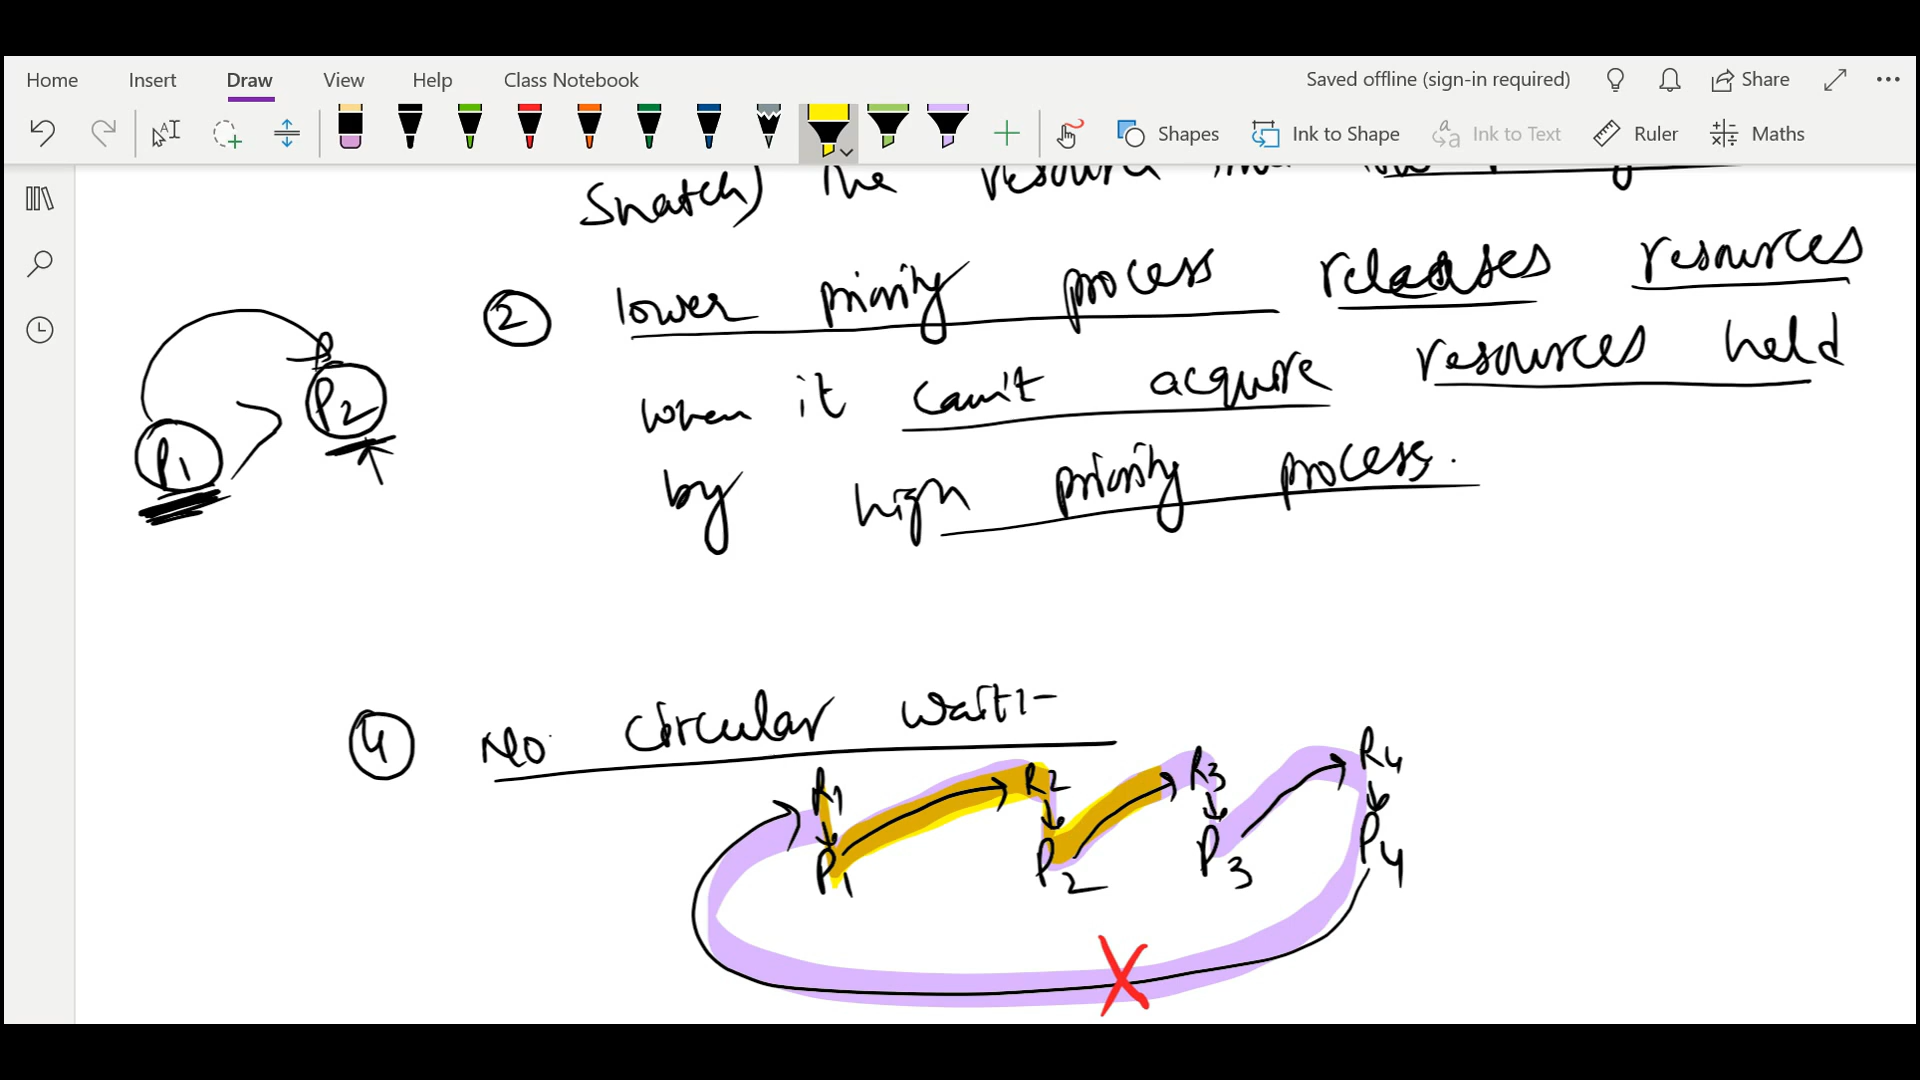 Home Insert Draw View Help Class Notebook Saved offline (sign-in required) Share
Shapes Ink to Shape Ink to Text Ruler Maths
Snatch) the resource
② lower priority process releases resources
when it can't acquire resources held
by high priority process.
P2
P1
④ No circular wait:-
R1 R2 R3 R4
P1 P2 P3 P4
X